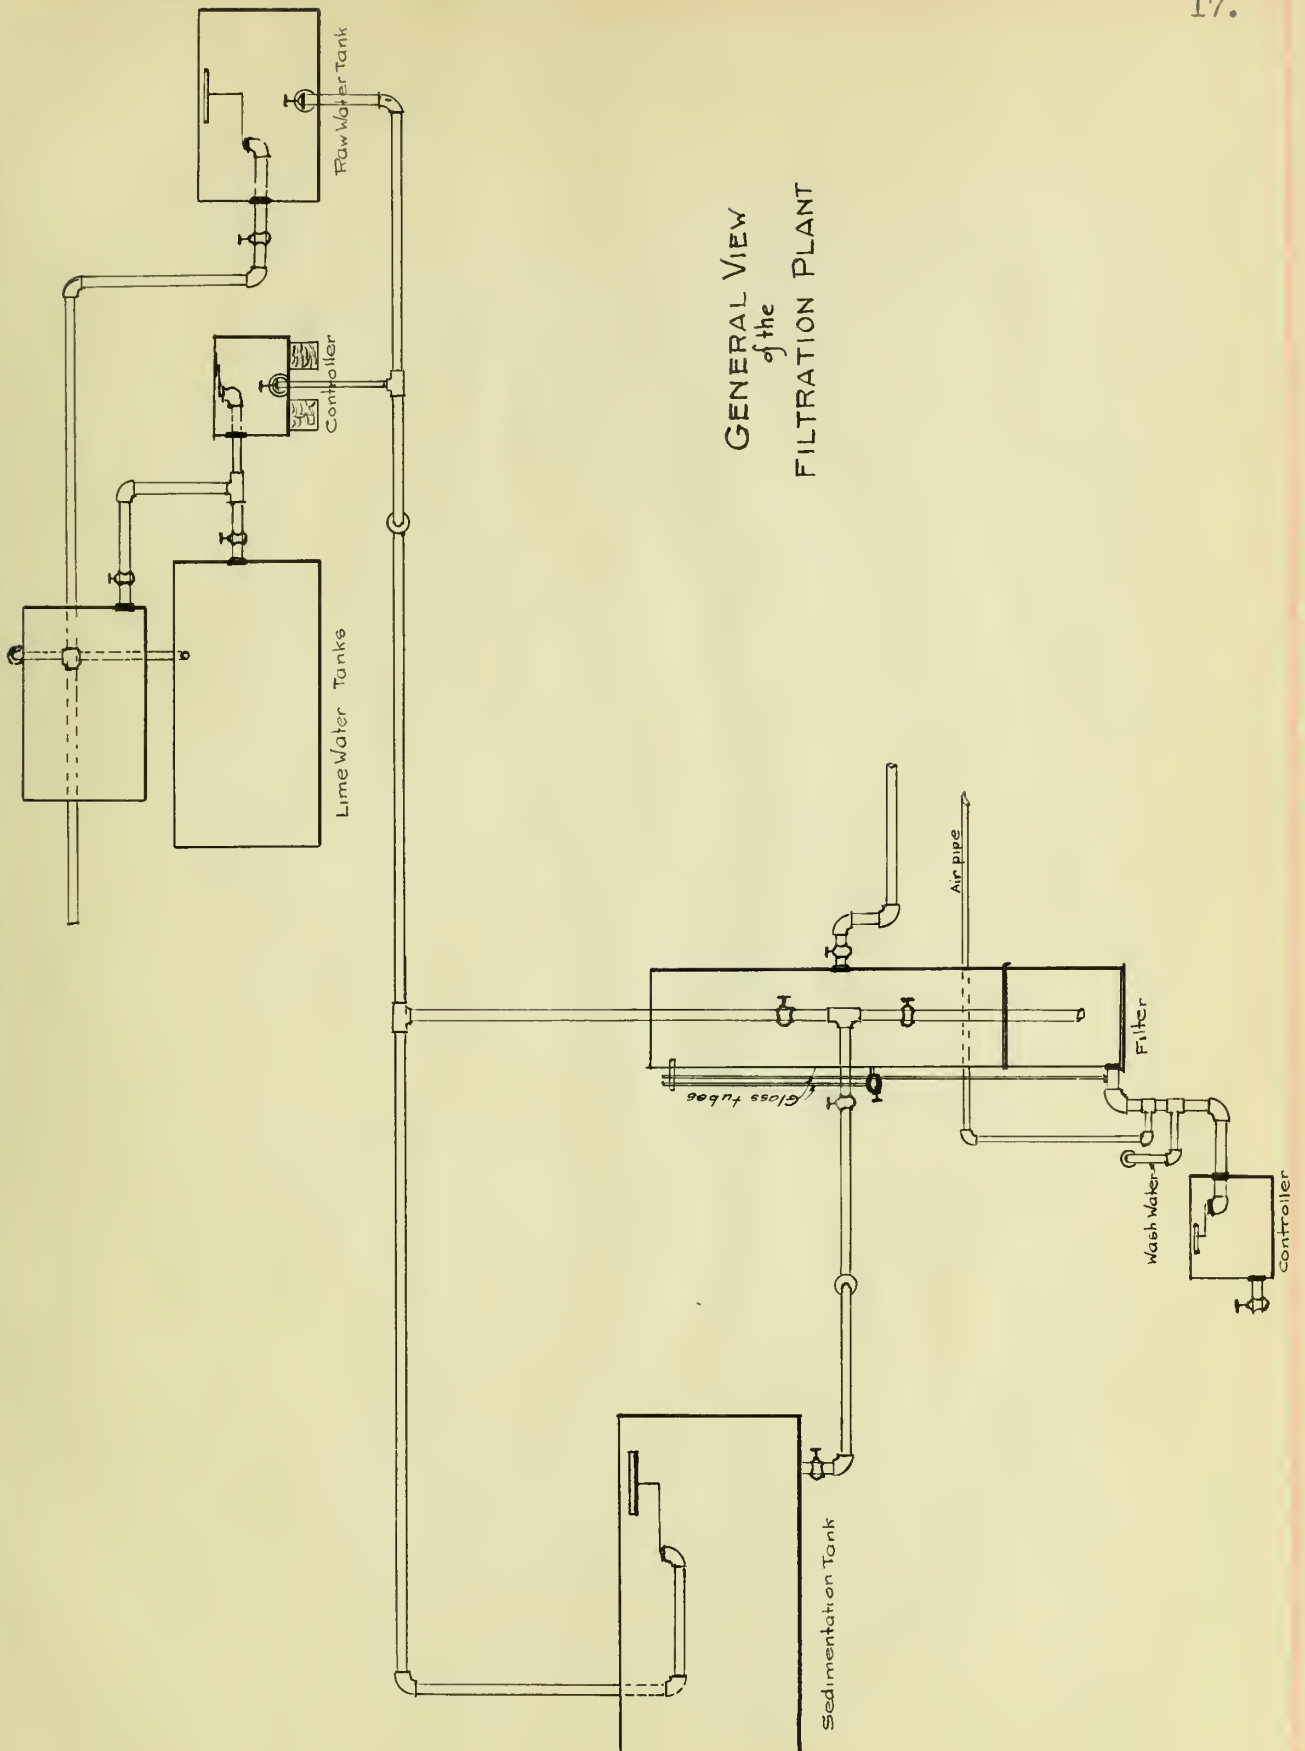 17.
GENERAL VIEW
of the
FILTRATION PLANT
Raw Water Tank
Controller
Lime Water Tanks
Air pipe
Filter
Glass tubes
Wash Water
Controller
Sedimentation Tank